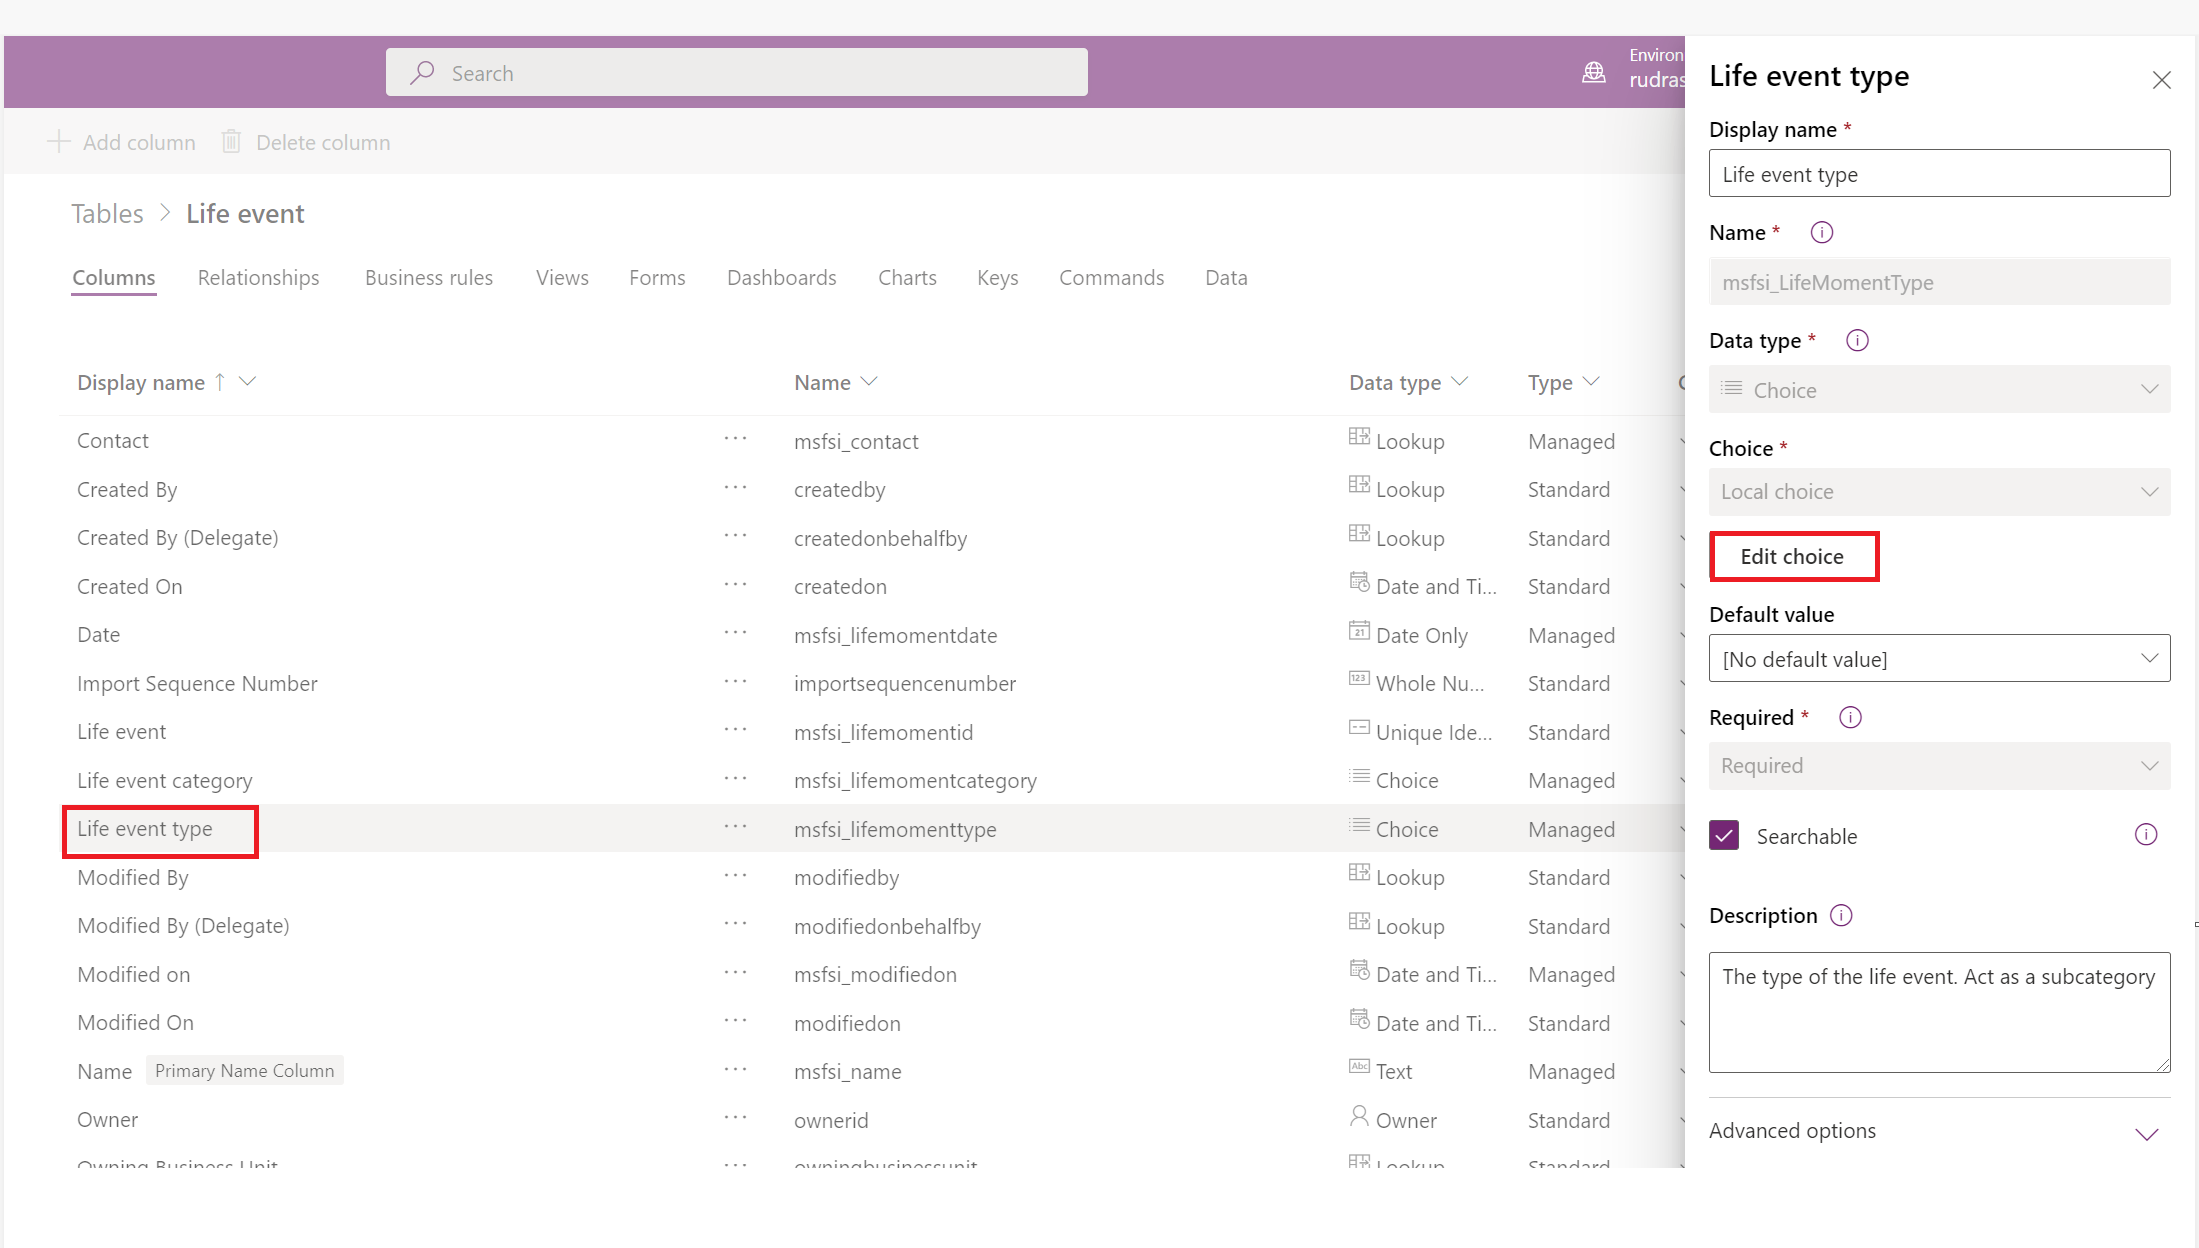 Search
Environ
rudras
Add column
Delete column
Tables > Life event
Columns Relationships Business rules Views Forms Dashboards Charts Keys Commands Data
Display name ↑ Name Data type Type
Contact ... msfsi_contact Lookup Managed
Created By ... createdby Lookup Standard
Created By (Delegate) ... createdonbehalfby Lookup Standard
Created On ... createdon Date and Ti... Standard
Date ... msfsi_lifemomentdate Date Only Managed
Import Sequence Number ... importsequencenumber Whole Nu... Standard
Life event ... msfsi_lifemomentid Unique Ide... Standard
Life event category ... msfsi_lifemomentcategory Choice Managed
Life event type ... msfsi_lifemomenttype Choice Managed
Modified By ... modifiedby Lookup Standard
Modified By (Delegate) ... modifiedonbehalfby Lookup Standard
Modified on ... msfsi_modifiedon Date and Ti... Managed
Modified On ... modifiedon Date and Ti... Standard
Name Primary Name Column ... msfsi_name Text Managed
Owner ... ownerid Owner Standard
Owning Business Unit ... owningbusinessunit Lookup Standard
Life event type
Display name *
Life event type
Name *
msfsi_LifeMomentType
Data type *
Choice
Choice *
Local choice
Edit choice
Default value
[No default value]
Required *
Required
Searchable
Description
The type of the life event. Act as a subcategory
Advanced options